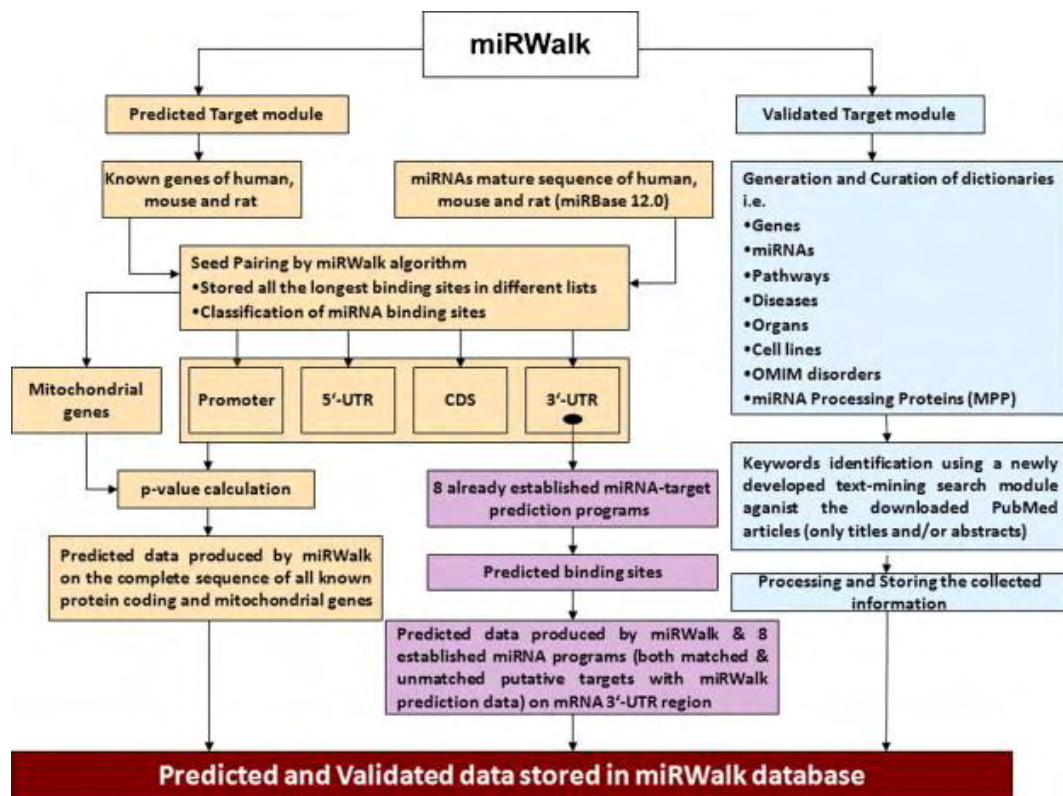 miRWalk
Predicted Target module
Validated Target module
Known genes of human,
mouse and rat
miRNAs mature sequence of human,
mouse and rat (miRBase 12.0)
Generation and Curation of dictionaries
i.e.
•Genes
•miRNAs
•Pathways
•Diseases
•Organs
•Cell lines
•OMIM disorders
•miRNA Processing Proteins (MPP)
Seed Pairing by miRWalk algorithm
•Stored all the longest binding sites in different lists
•Classification of miRNA binding sites
Mitochondrial
genes
Promoter
5‘-UTR
CDS
3‘-UTR
p-value calculation
8 already established miRNA-target
prediction programs
Keywords identification using a newly
developed text-mining search module
aganist the downloaded PubMed
articles (only titles and/or abstracts)
Predicted data produced by miRWalk
on the complete sequence of all known
protein coding and mitochondrial genes
Predicted binding sites
Processing and Storing the collected
information
Predicted data produced by miRWalk & 8
established miRNA programs (both matched &
unmatched putative targets with miRWalk
prediction data) on mRNA 3‘-UTR region
Predicted and Validated data stored in miRWalk database